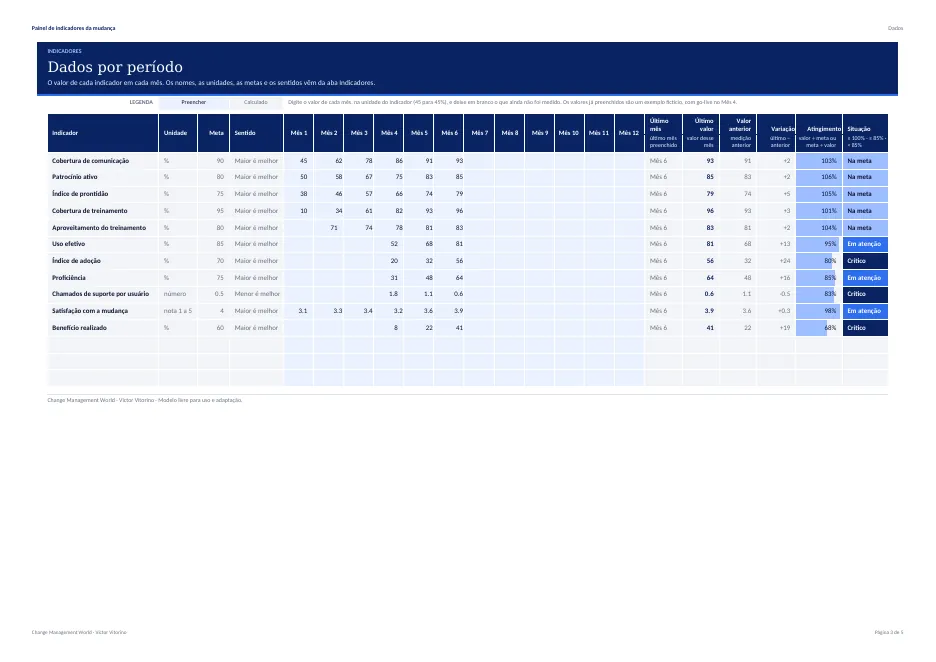 Painel de indicadores da mudança Dados
INDICADORES
Dados por período
O valor de cada indicador em cada mês. Os nomes, as unidades, as metas e os sentidos vêm da aba Indicadores.
LEGENDA Preencher Calculado Digite o valor de cada mês, na unidade do indicador (45 para 45%), e deixe em branco o que ainda não foi medido. Os valores já preenchidos são um exemplo fictício, com go-live no Mês 4.
Indicador Unidade Meta Sentido Mês 1 Mês 2 Mês 3 Mês 4 Mês 5 Mês 6 Mês 7 Mês 8 Mês 9 Mês 10 Mês 11 Mês 12 Último mês Último valor Valor anterior Variação Atingimento Situação
último mês preenchido valor desse mês medição anterior último − anterior valor ÷ meta ou meta ÷ valor ≥ 100% · ≥ 85% · < 85%
Cobertura de comunicação % 90 Maior é melhor 45 62 78 86 91 93 Mês 6 93 91 +2 103% Na meta
Patrocínio ativo % 80 Maior é melhor 50 58 67 75 83 85 Mês 6 85 83 +2 106% Na meta
Índice de prontidão % 75 Maior é melhor 38 46 57 66 74 79 Mês 6 79 74 +5 105% Na meta
Cobertura de treinamento % 95 Maior é melhor 10 34 61 82 93 96 Mês 6 96 93 +3 101% Na meta
Aproveitamento do treinamento % 80 Maior é melhor 71 74 78 81 83 Mês 6 83 81 +2 104% Na meta
Uso efetivo % 85 Maior é melhor 52 68 81 Mês 6 81 68 +13 95% Em atenção
Índice de adoção % 70 Maior é melhor 20 32 56 Mês 6 56 32 +24 80% Crítico
Proficiência % 75 Maior é melhor 31 48 64 Mês 6 64 48 +16 85% Em atenção
Chamados de suporte por usuário número 0.5 Menor é melhor 1.8 1.1 0.6 Mês 6 0.6 1.1 -0.5 83% Crítico
Satisfação com a mudança nota 1 a 5 4 Maior é melhor 3.1 3.3 3.4 3.2 3.6 3.9 Mês 6 3.9 3.6 +0.3 98% Em atenção
Benefício realizado % 60 Maior é melhor 8 22 41 Mês 6 41 22 +19 68% Crítico
Change Management World · Victor Vitorino · Modelo livre para uso e adaptação.
Change Management World · Victor Vitorino Página 3 de 5